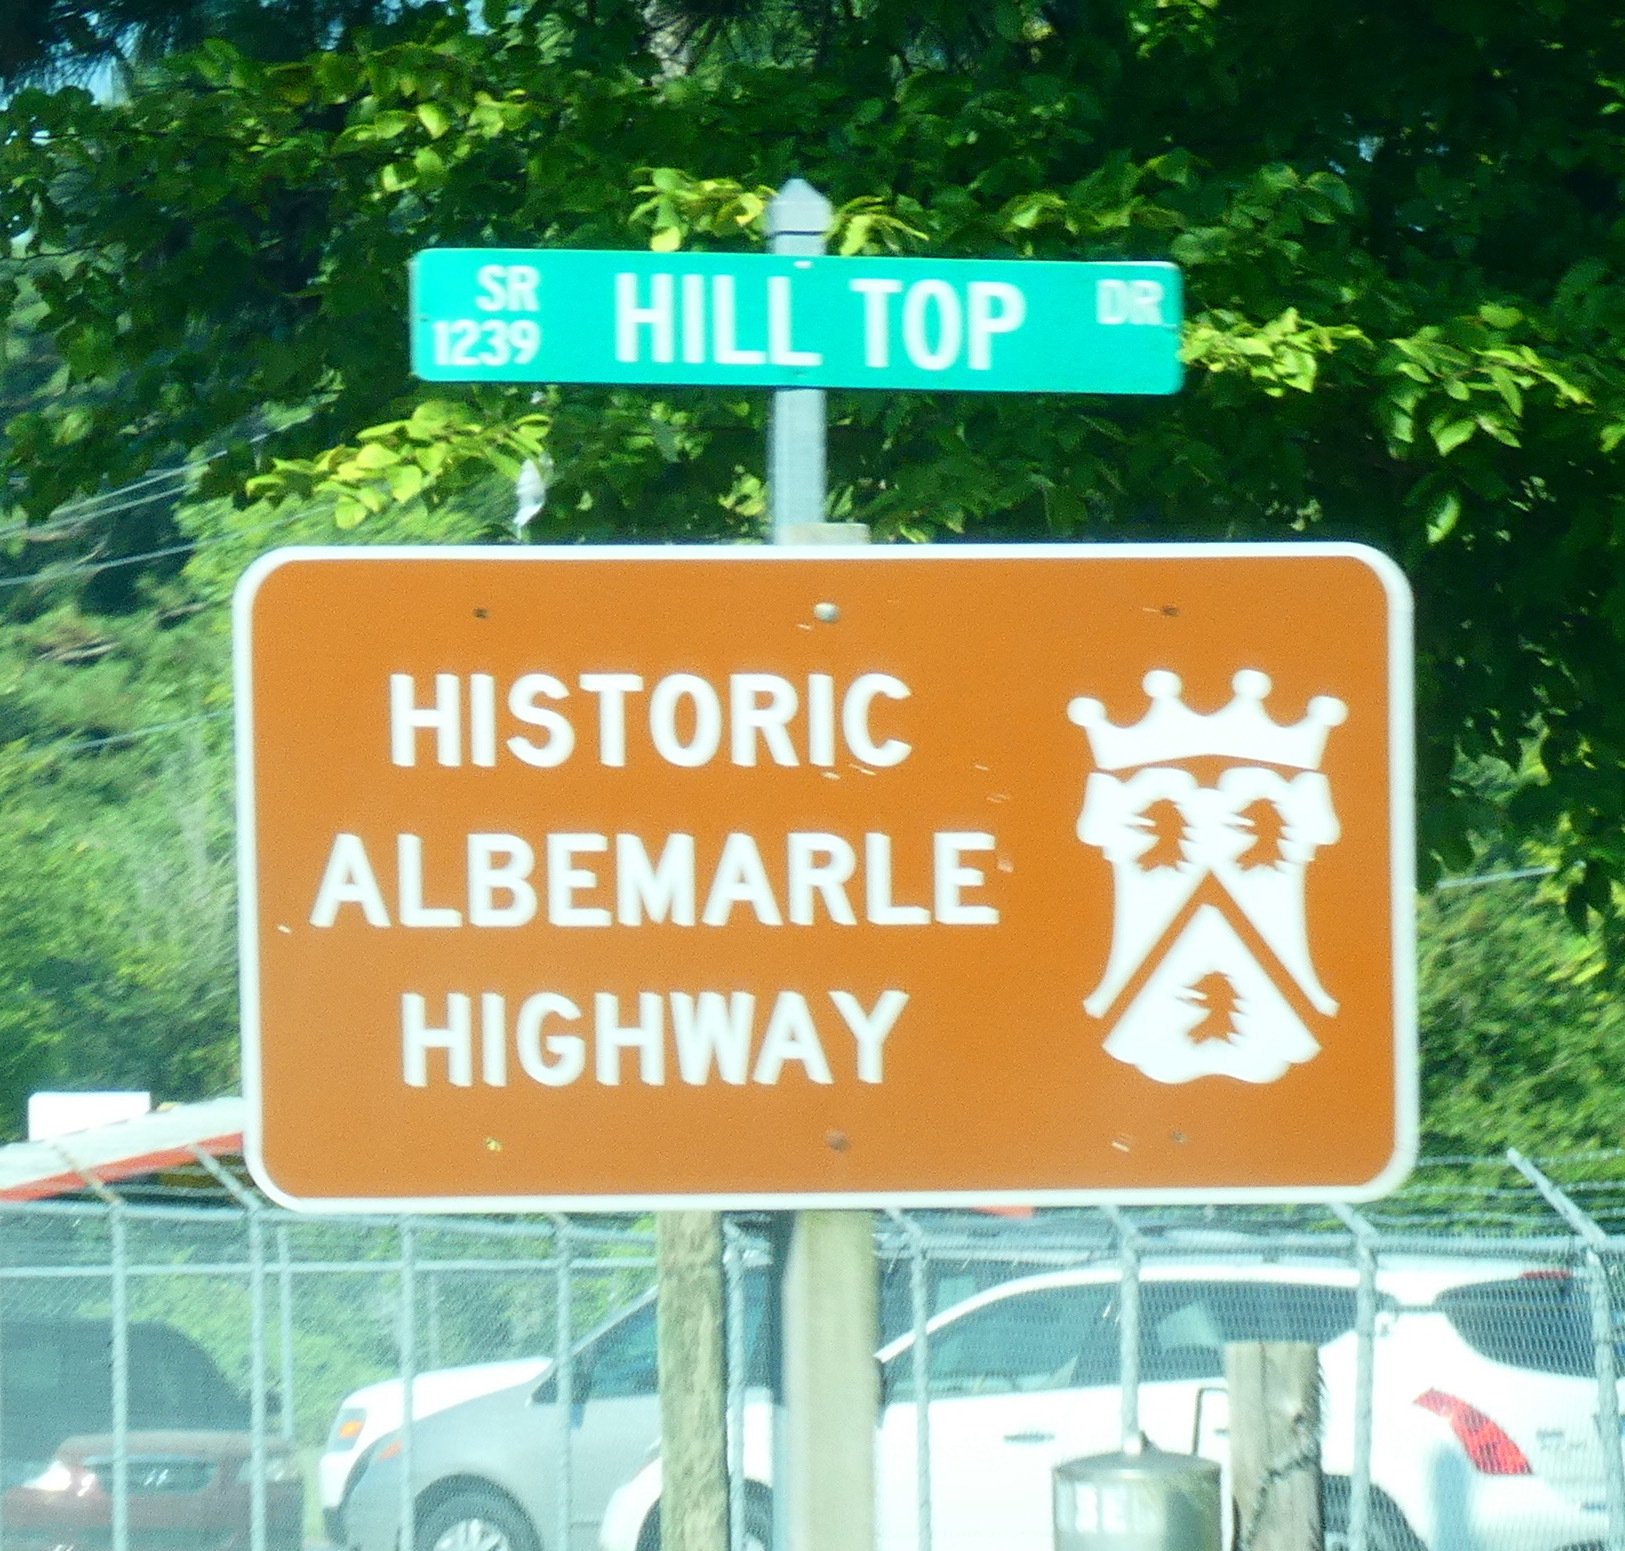 SR HILL TOP DR
1239
HISTORIC
ALBEMARLE
HIGHWAY